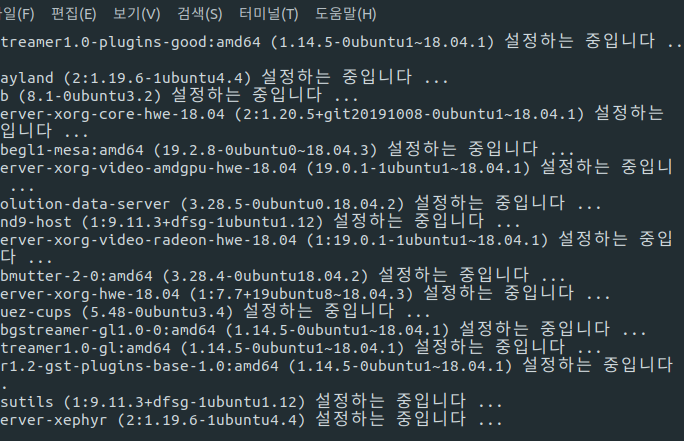 일(F) 편집(E) 보기(V) 검색(S) 터미널(T) 도움말(H)
treamer1.0-plugins-good:amd64 (1.14.5-0ubuntu1~18.04.1) 설정하는 중입니다 ..
ayland (2:1.19.6-1ubuntu4.4) 설정하는 중입니다 ...
b (8.1-0ubuntu3.2) 설정하는 중입니다 ...
erver-xorg-core-hwe-18.04 (2:1.20.5+git20191008-0ubuntu1~18.04.1) 설정하는
입니다 ...
begl1-mesa:amd64 (19.2.8-0ubuntu0~18.04.3) 설정하는 중입니다 ...
erver-xorg-video-amdgpu-hwe-18.04 (19.0.1-1ubuntu1~18.04.1) 설정하는 중입니
...
olution-data-server (3.28.5-0ubuntu0.18.04.2) 설정하는 중입니다 ...
nd9-host (1:9.11.3+dfsg-1ubuntu1.12) 설정하는 중입니다 ...
erver-xorg-video-radeon-hwe-18.04 (1:19.0.1-1ubuntu1~18.04.1) 설정하는 중입
다 ...
bmutter-2-0:amd64 (3.28.4-0ubuntu18.04.2) 설정하는 중입니다 ...
erver-xorg-hwe-18.04 (1:7.7+19ubuntu8~18.04.3) 설정하는 중입니다 ...
uez-cups (5.48-0ubuntu3.4) 설정하는 중입니다 ...
bgstreamer-gl1.0-0:amd64 (1.14.5-0ubuntu1~18.04.1) 설정하는 중입니다 ...
treamer1.0-gl:amd64 (1.14.5-0ubuntu1~18.04.1) 설정하는 중입니다 ...
r1.2-gst-plugins-base-1.0:amd64 (1.14.5-0ubuntu1~18.04.1) 설정하는 중입니다
.
sutils (1:9.11.3+dfsg-1ubuntu1.12) 설정하는 중입니다 ...
erver-xephyr (2:1.19.6-1ubuntu4.4) 설정하는 중입니다 ...